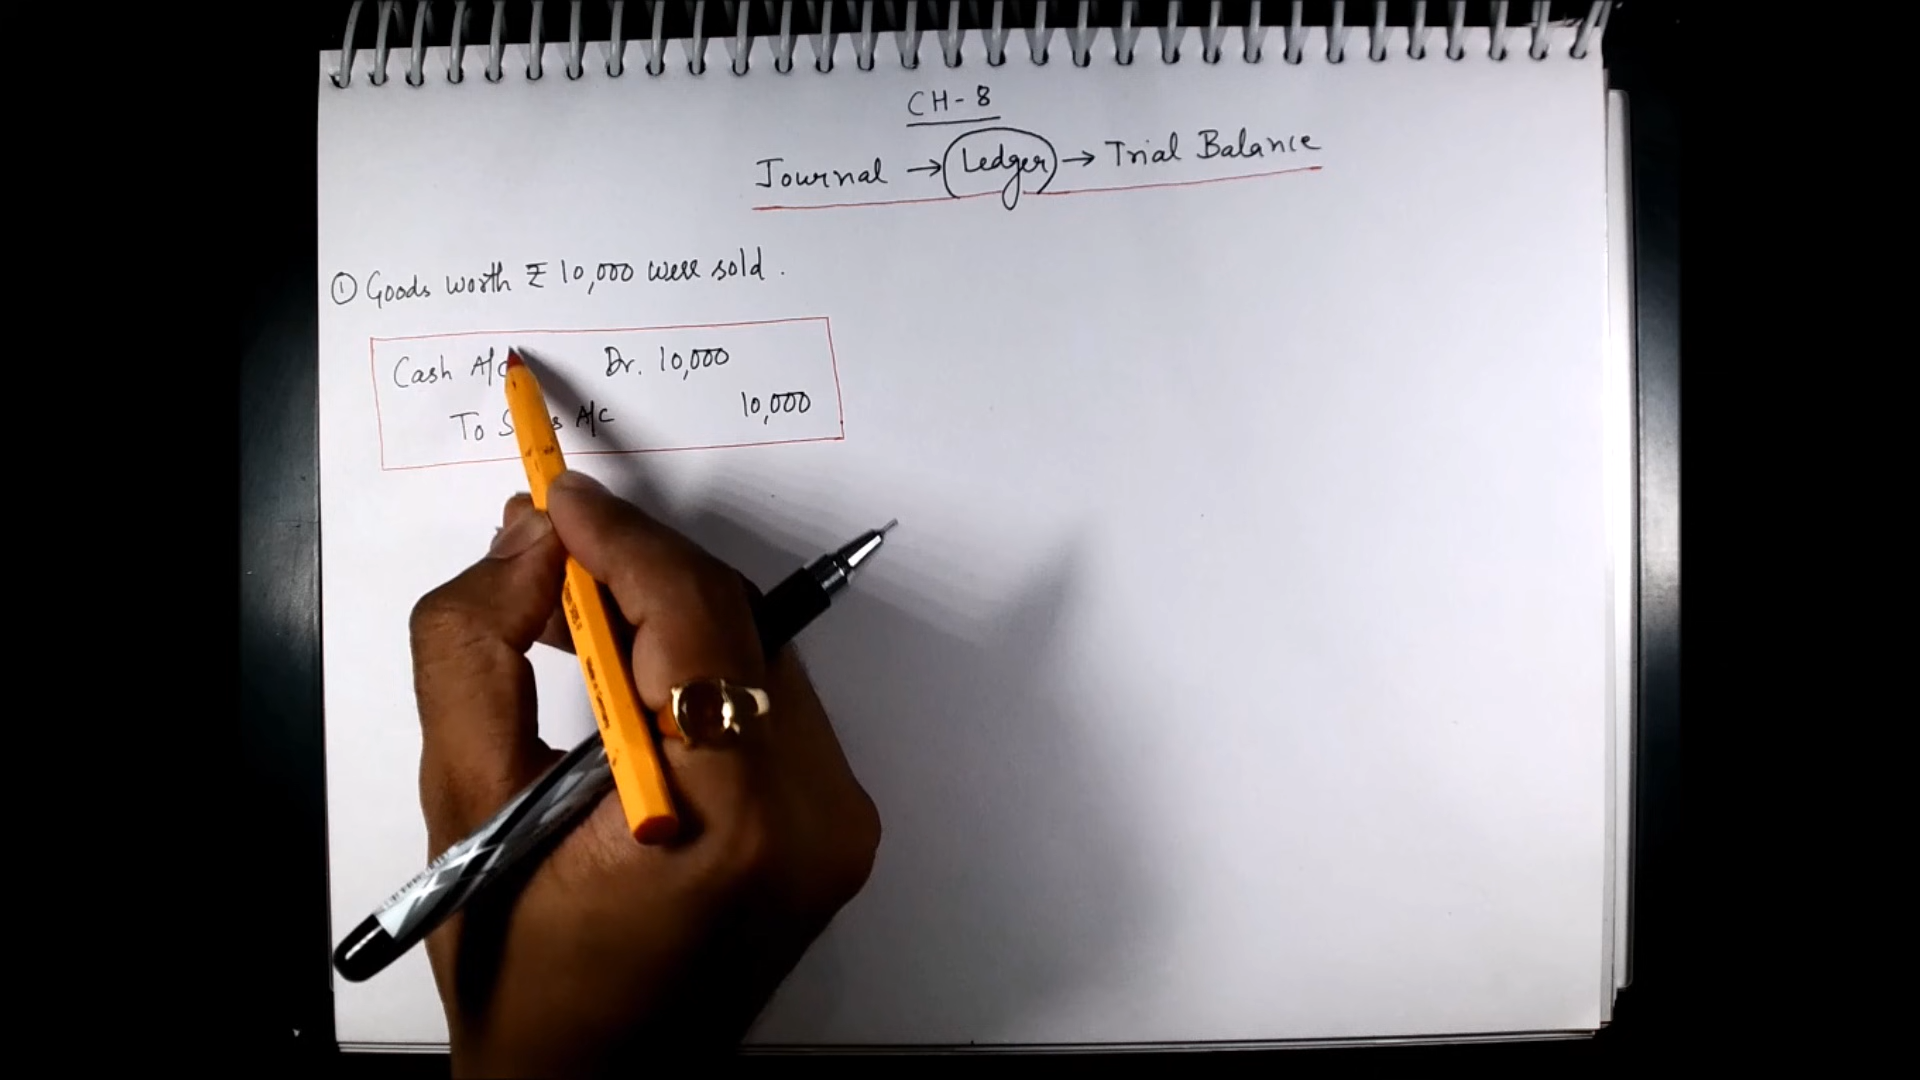 CH-8
Journal → Ledger → Trial Balance
① Goods worth ₹ 10,000 were sold.
Cash A/c Dr. 10,000
To A/c 10,000